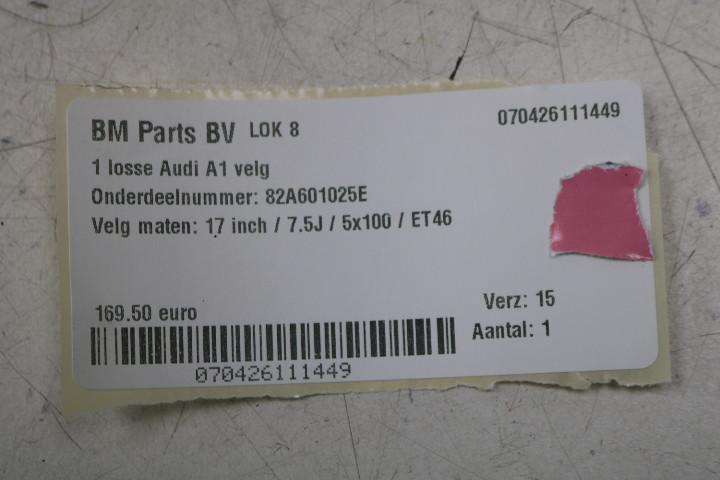 BM Parts BV LOK 8
070426111449
1 losse Audi A1 velg
Onderdeelnummer: 82A601025E
Velg maten: 17 inch / 7.5J / 5x100 / ET46
169.50 euro
Verz: 15
Aantal: 1
070426111449